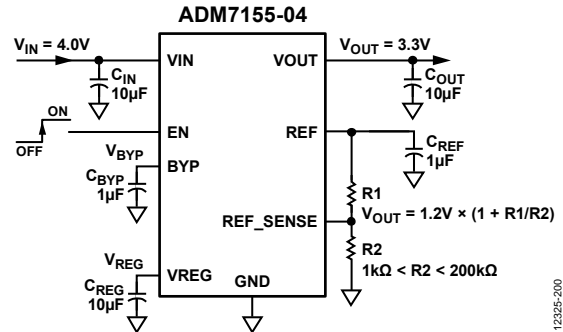 ADM7155-04
VIN = 4.0V
VIN
VOUT
VOUT = 3.3V
CIN
10µF
COUT
10µF
ON
OFF
EN
REF
VBYP
BYP
CBYP
1µF
CREF
1µF
R1
REF_SENSE
VOUT = 1.2V × (1 + R1/R2)
R2
1kΩ < R2 < 200kΩ
VREG
VREG
GND
CREG
10µF
12325-200